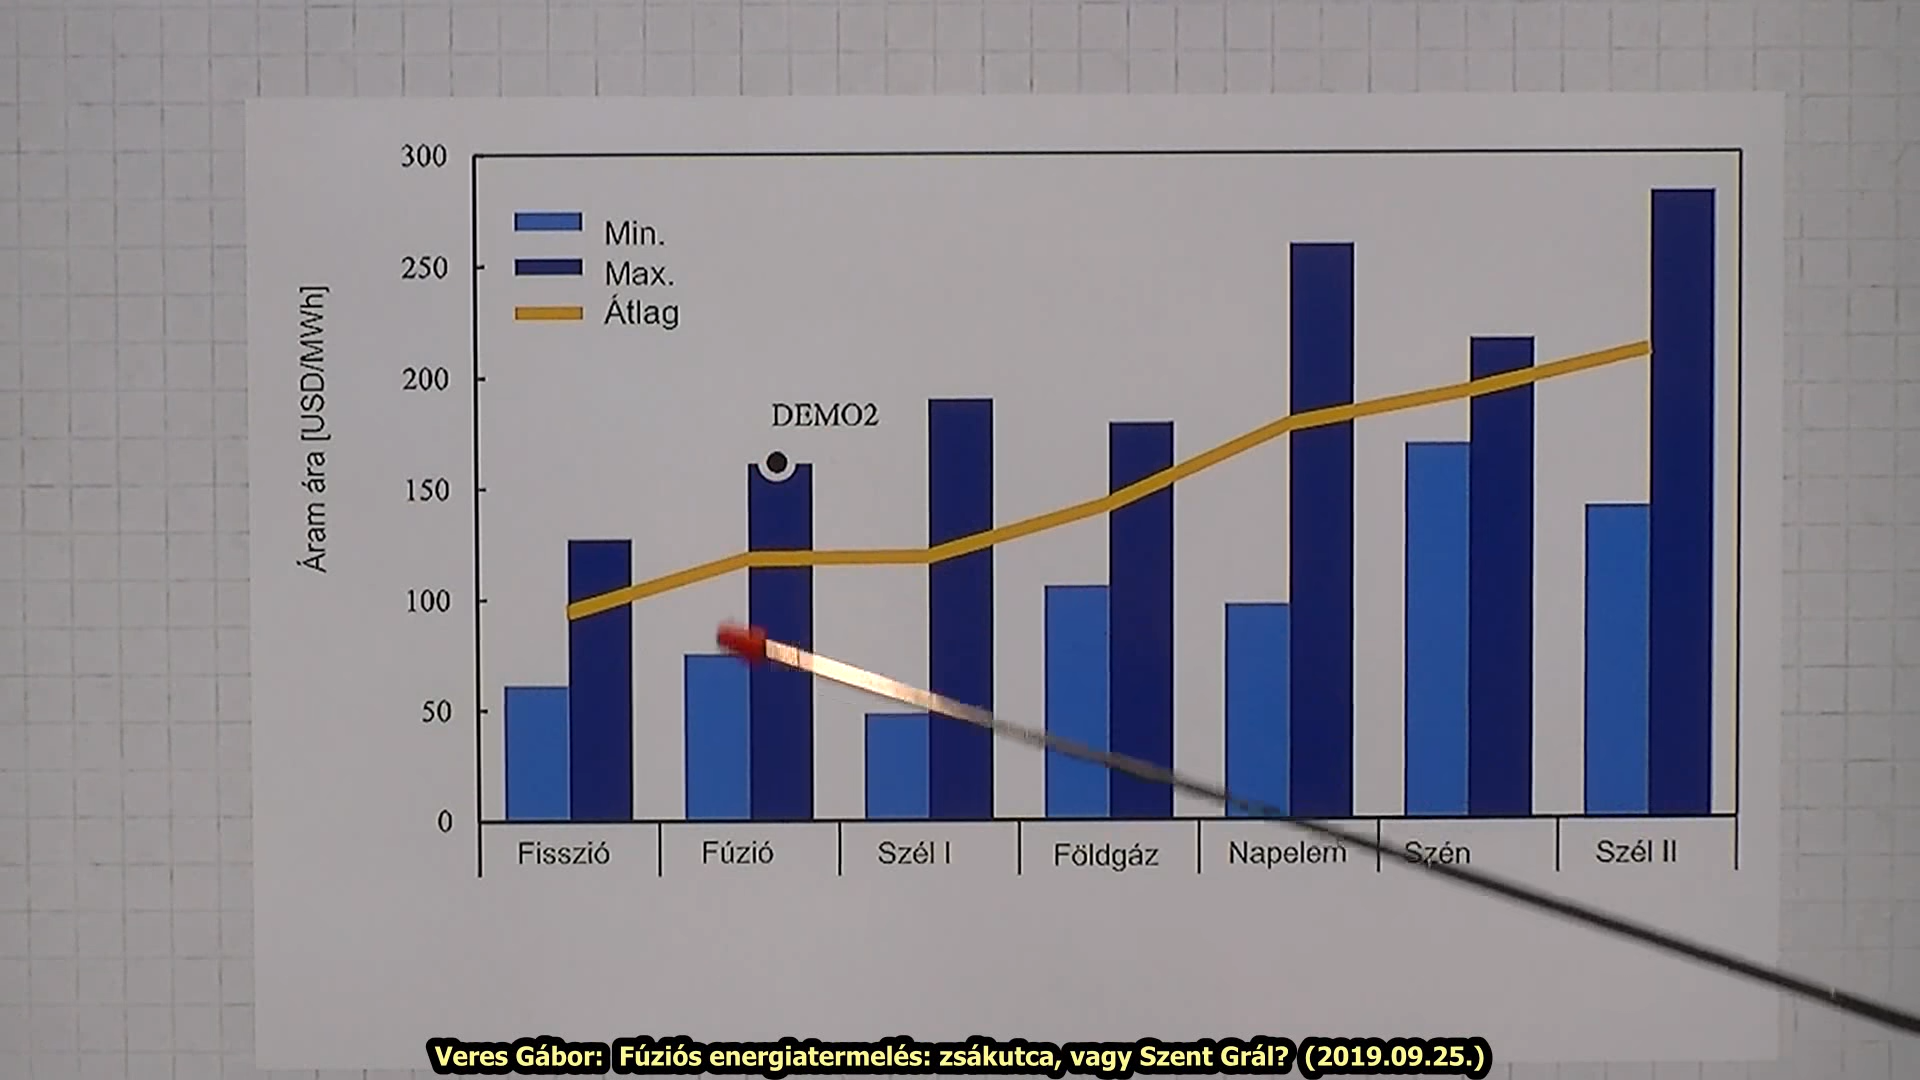 300
250
200
150
100
50
0
Áram ára [USD/MWh]
Min.
Max.
Átlag
DEMO2
Fisszió
Fúzió
Szél I
Földgáz
Napelem
Szén
Szél II
Veres Gábor: Fúziós energiatermelés: zsákutca, vagy Szent Grál? (2019.09.25.)